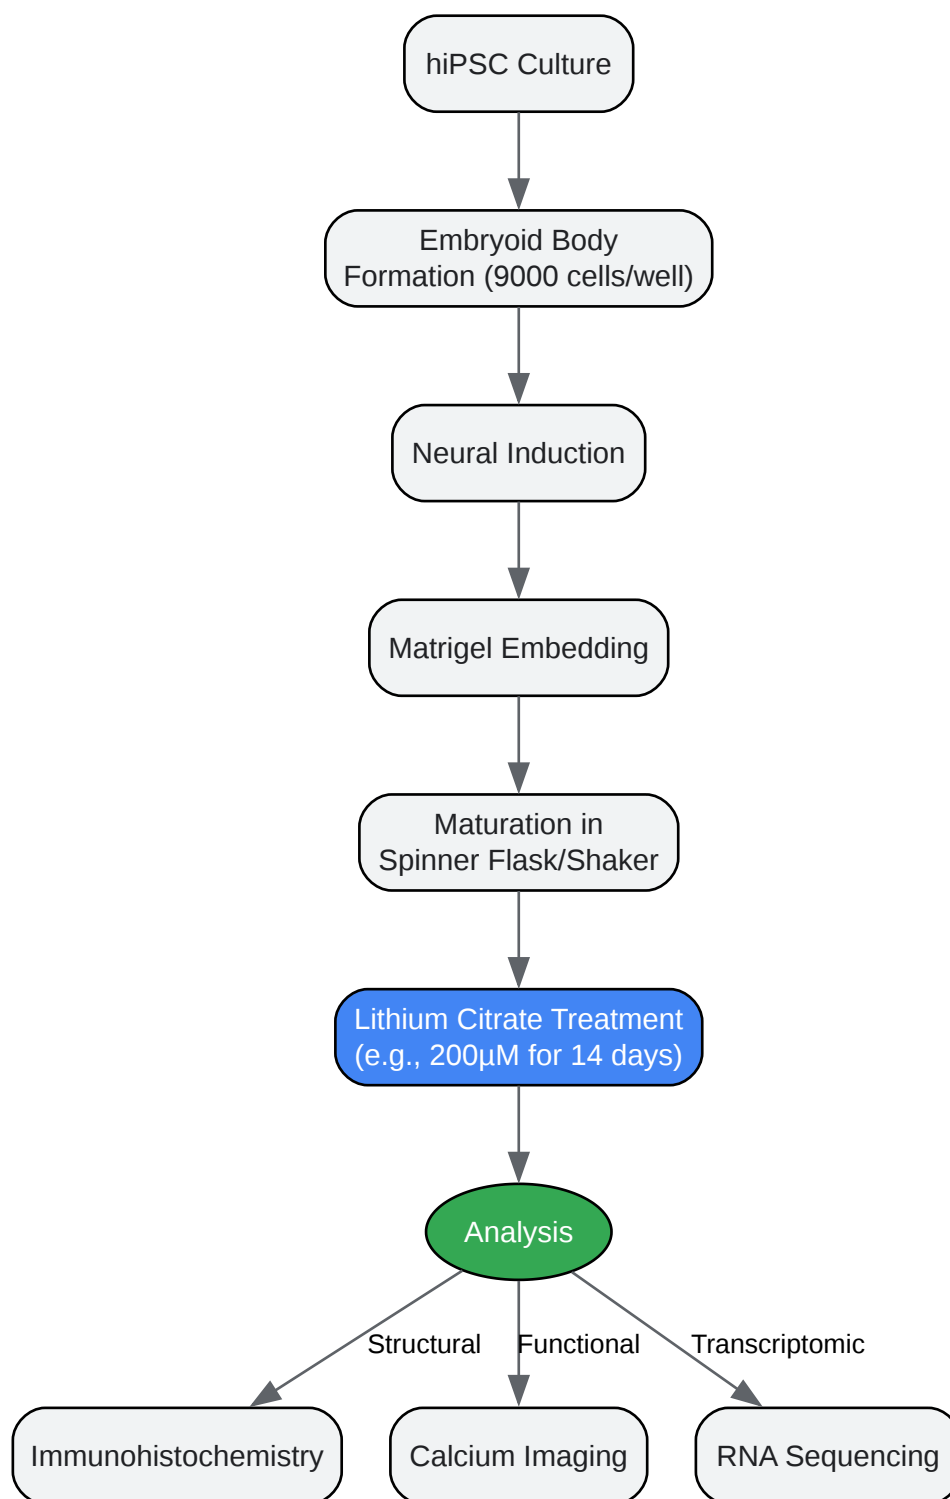 hiPSC Culture
Embryoid Body
Formation (9000 cells/well)
Neural Induction
Matrigel Embedding
Maturation in
Spinner Flask/Shaker
Lithium Citrate Treatment
(e.g., 200µM for 14 days)
Analysis
Structural
Functional
Transcriptomic
Immunohistochemistry
Calcium Imaging
RNA Sequencing